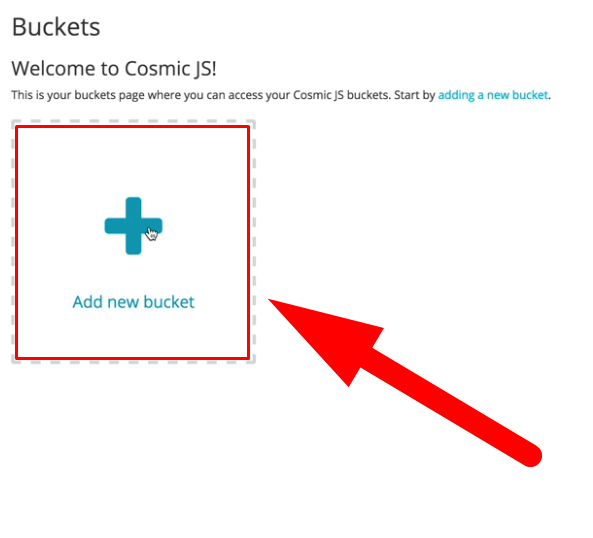 Buckets
Welcome to Cosmic JS!
This is your buckets page where you can access your Cosmic JS buckets. Start by adding a new bucket.
Add new bucket